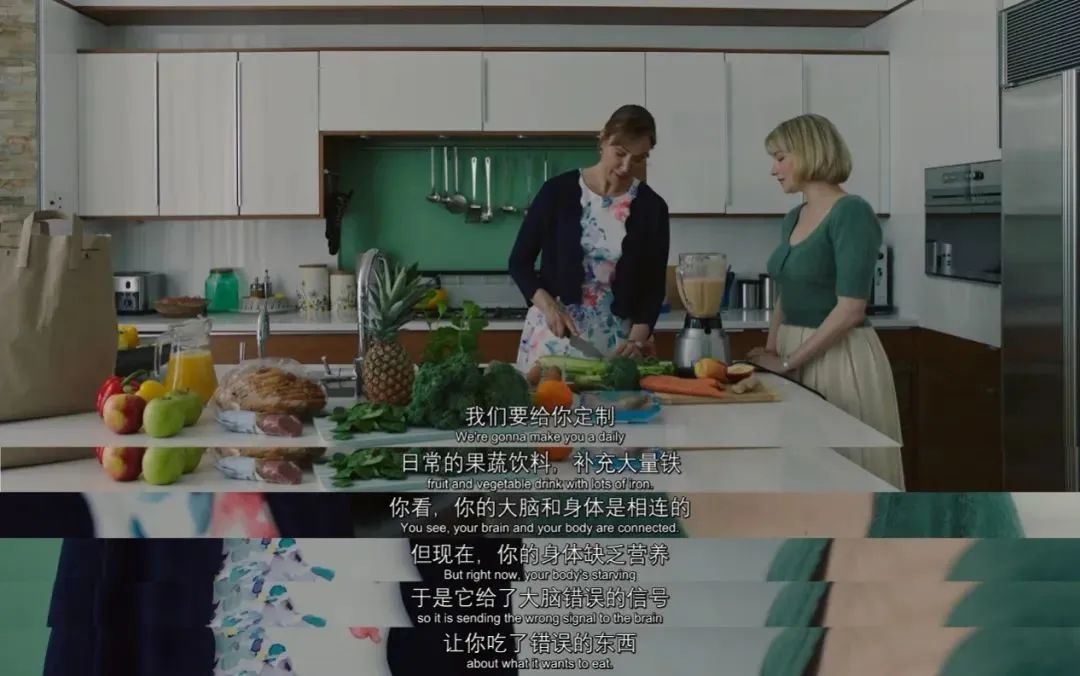 我们要给你定制
We're gonna make you a daily
日常的果蔬饮料，补充大量铁
fruit and vegetable drink with lots of iron.
你看，你的大脑和身体是相连的
You see, your brain and your body are connected.
但现在，你的身体缺乏营养
But right now, your body's starving
于是它给了大脑错误的信号
so it is sending the wrong signal to the brain
让你吃了错误的东西
about what it wants to eat.